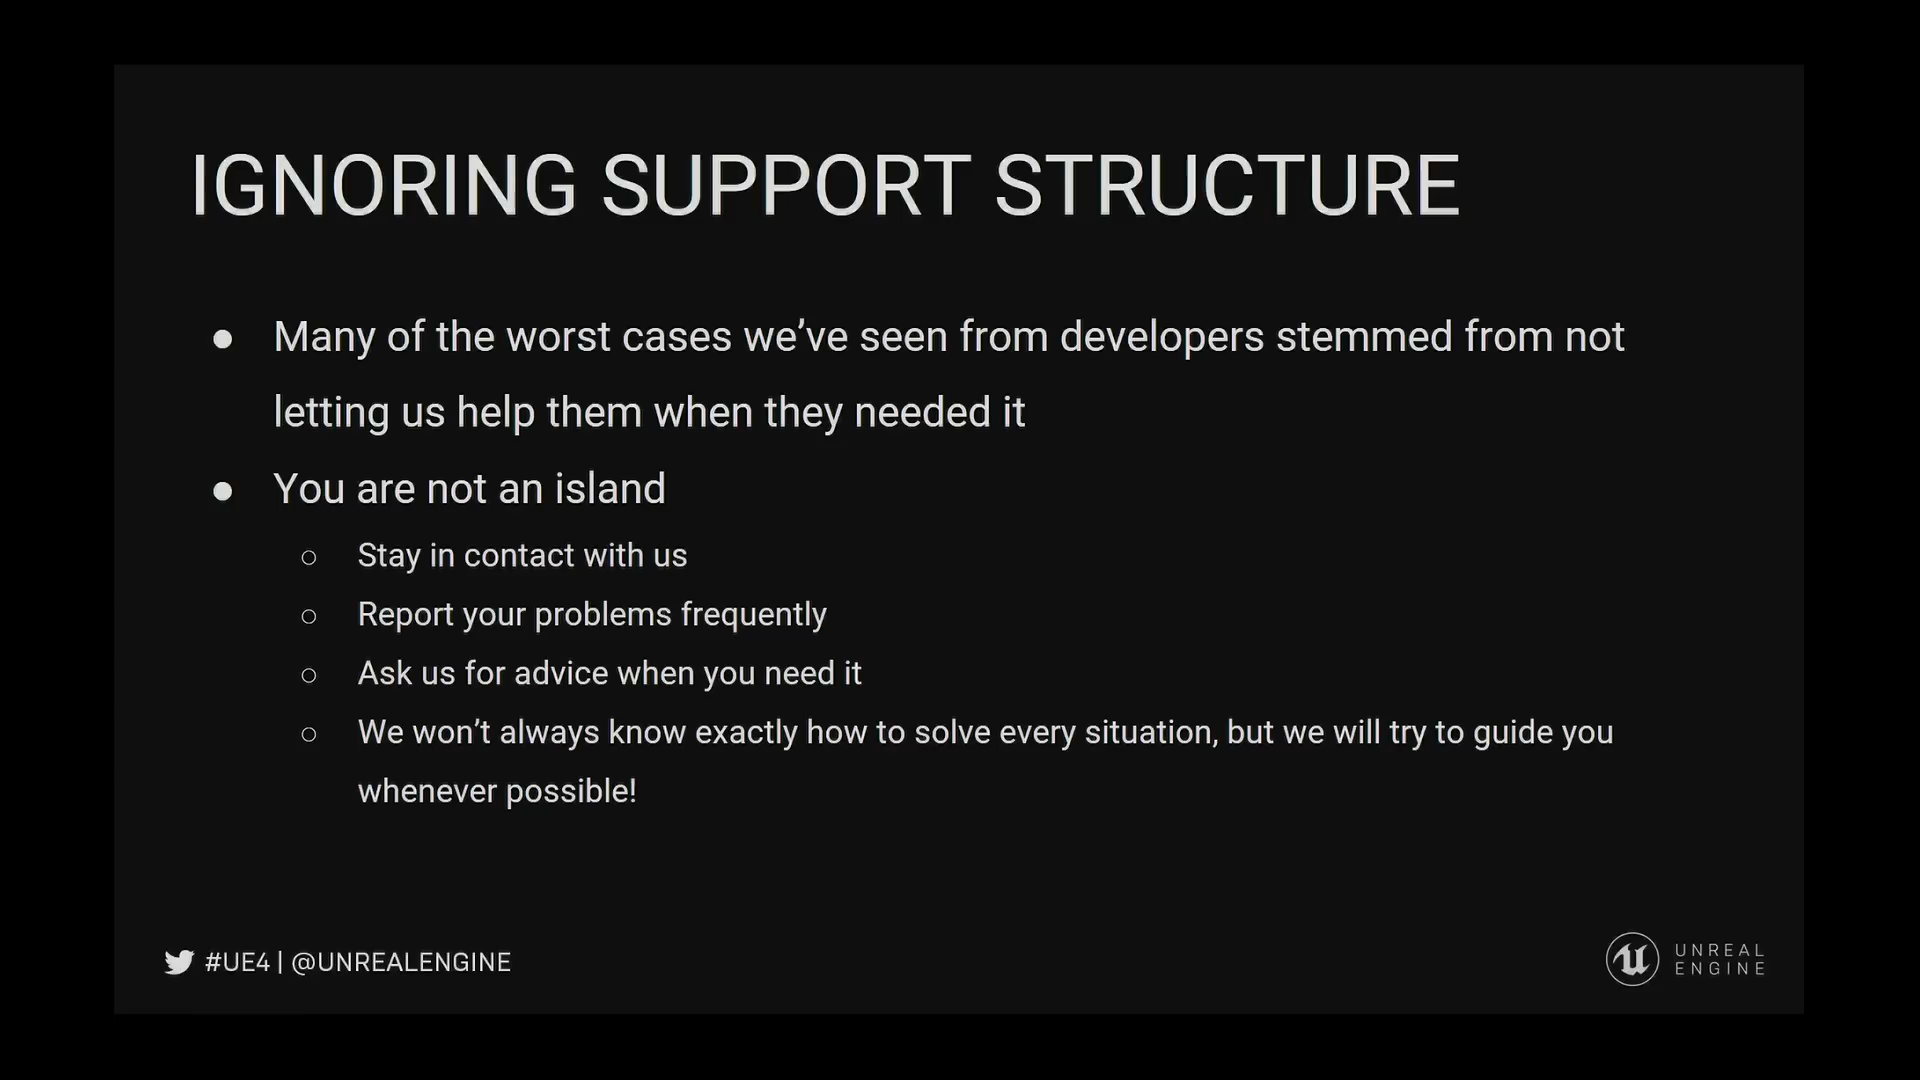 IGNORING SUPPORT STRUCTURE
● Many of the worst cases we’ve seen from developers stemmed from not
letting us help them when they needed it
● You are not an island
○ Stay in contact with us
○ Report your problems frequently
○ Ask us for advice when you need it
○ We won’t always know exactly how to solve every situation, but we will try to guide you
whenever possible!
#UE4 | @UNREALENGINE
UNREAL
ENGINE